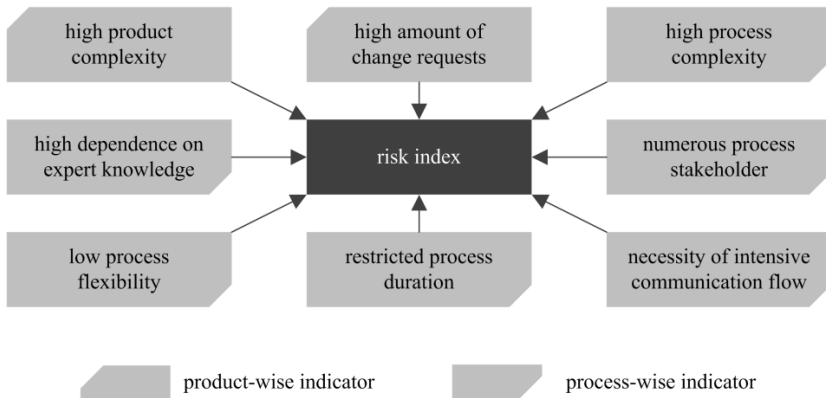 high product
complexity
high amount of
change requests
high process
complexity
high dependence on
expert knowledge
risk index
numerous process
stakeholder
low process
flexibility
restricted process
duration
necessity of intensive
communication flow
product-wise indicator
process-wise indicator